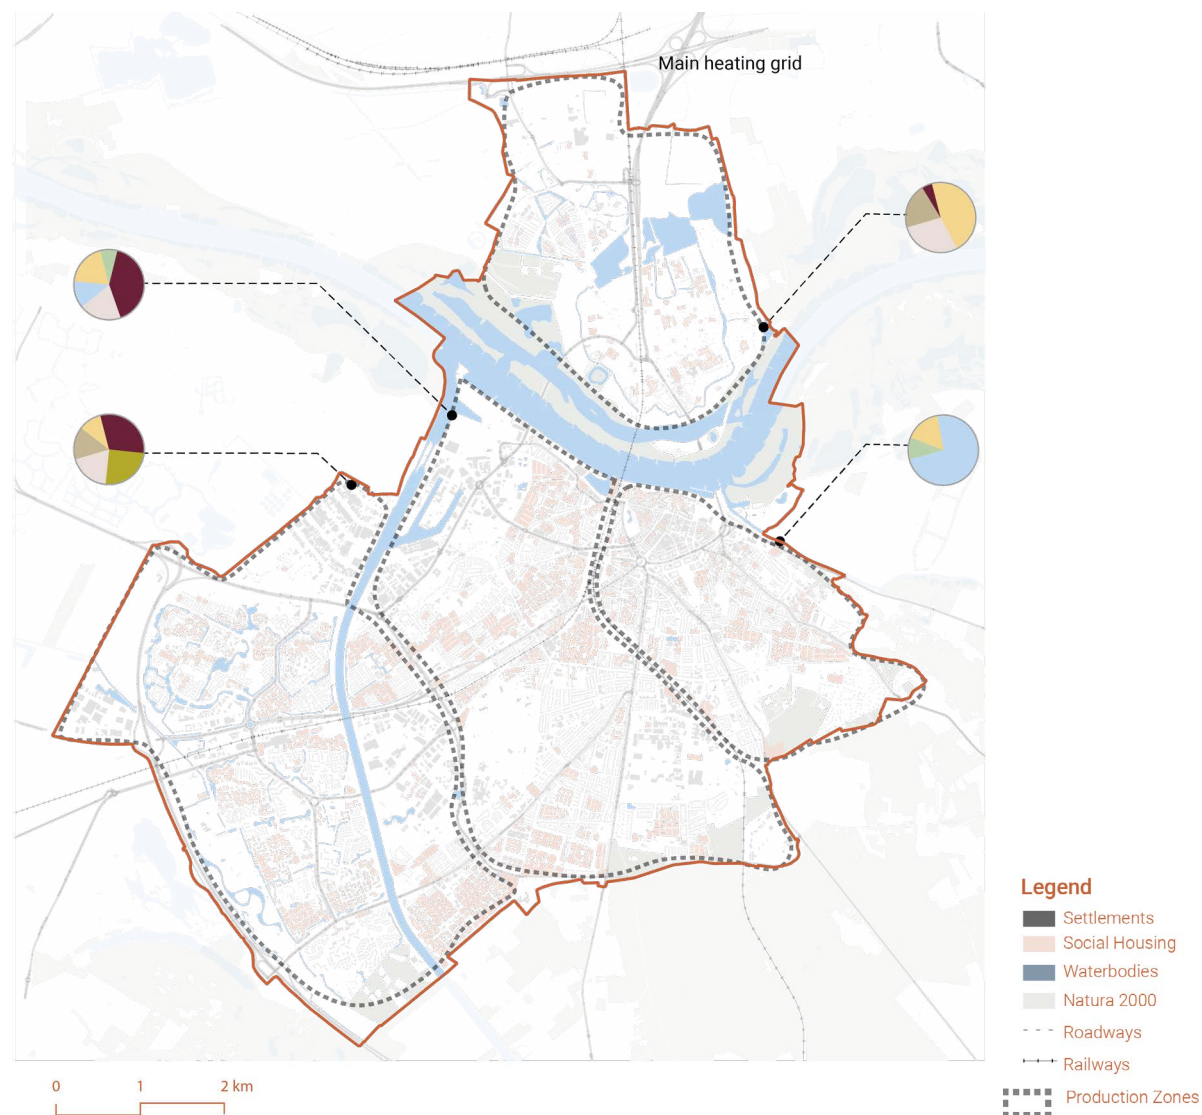 Main heating grid
Legend
Settlements
Social Housing
Waterbodies
Natura 2000
Roadways
Railways
Production Zones
0 1 2 km